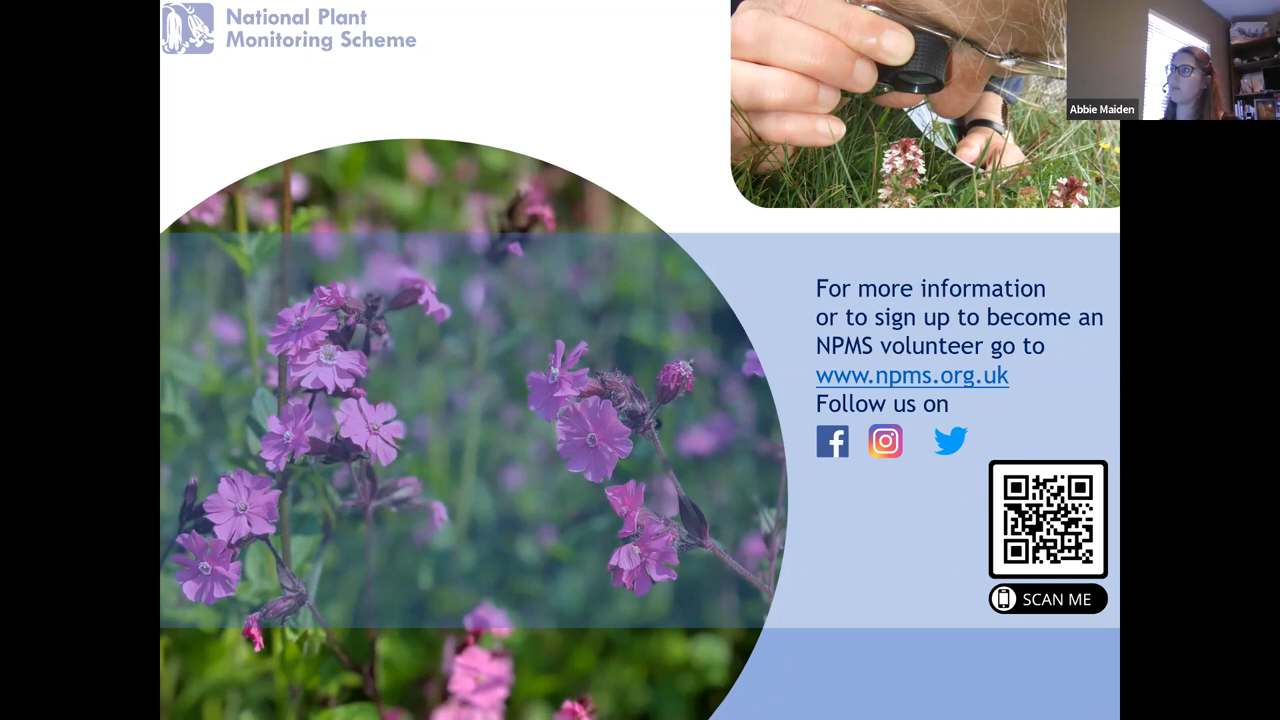 National Plant
Monitoring Scheme
Abbie Maiden
For more information
or to sign up to become an
NPMS volunteer go to
www.npms.org.uk
Follow us on
SCAN ME